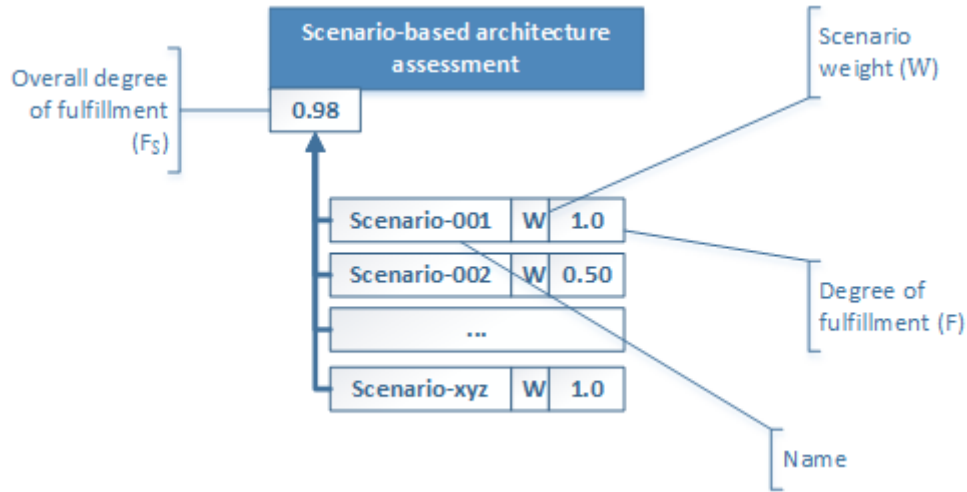 Scenario-based architecture
assessment
Scenario
weight (W)
Overall degree
of fulfillment
(FS)
0.98
Scenario-001 W 1.0
Scenario-002 W 0.50
...
Scenario-xyz W 1.0
Degree of
fulfillment (F)
Name